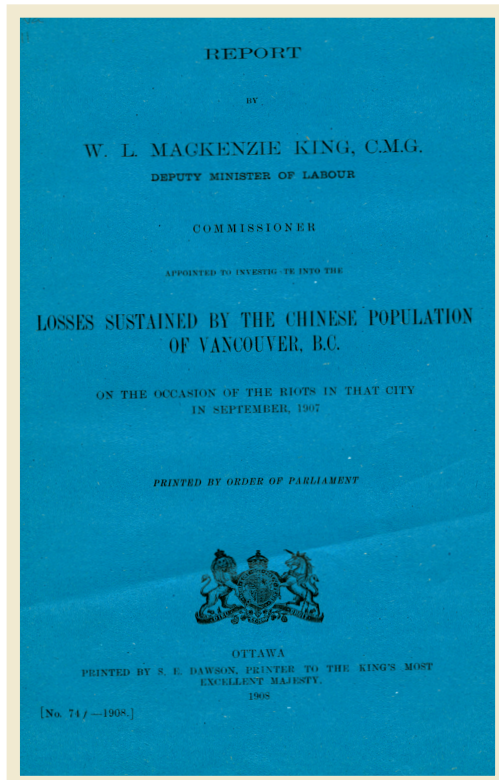 REPORT
BY
W. L. MACKENZIE KING, C.M.G.
DEPUTY MINISTER OF LABOUR
COMMISSIONER
APPOINTED TO INVESTIG TE INTO THE
LOSSES SUSTAINED BY THE CHINESE POPULATION
OF VANCOUVER, B.C.
ON THE OCCASION OF THE RIOTS IN THAT CITY
IN SEPTEMBER, 1907
PRINTED BY ORDER OF PARLIAMENT
OTTAWA
PRINTED BY S. E. DAWSON, PRINTER TO THE KING'S MOST
EXCELLENT MAJESTY.
1908
[No. 74f—1908.]